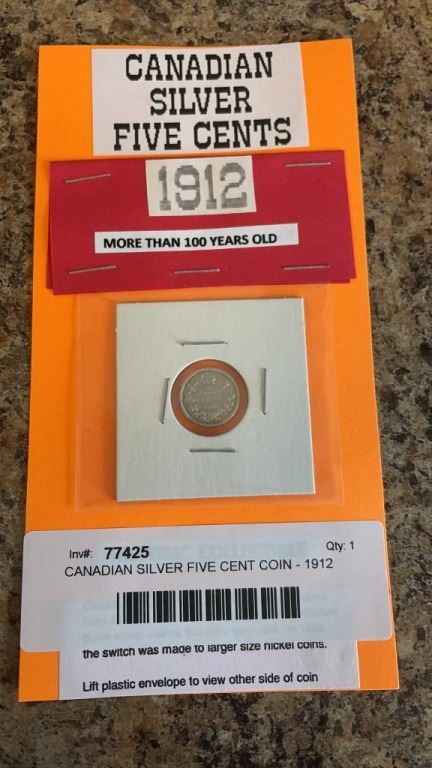 CANADIAN
SILVER
FIVE CENTS
1912
MORE THAN 100 YEARS OLD
Inv#: 77425 Qty: 1
CANADIAN SILVER FIVE CENT COIN - 1912
the switch was made to larger size nickel coins.
Lift plastic envelope to view other side of coin